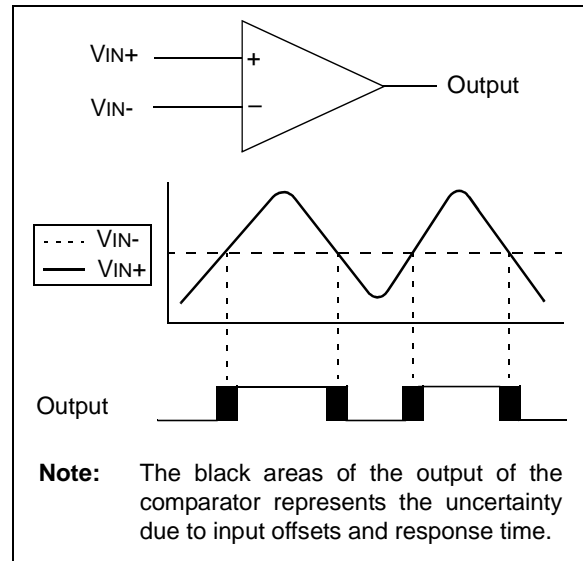 VIN+
+
Output
VIN-
–
VIN-
VIN+
Output
Note: The black areas of the output of the
comparator represents the uncertainty
due to input offsets and response time.